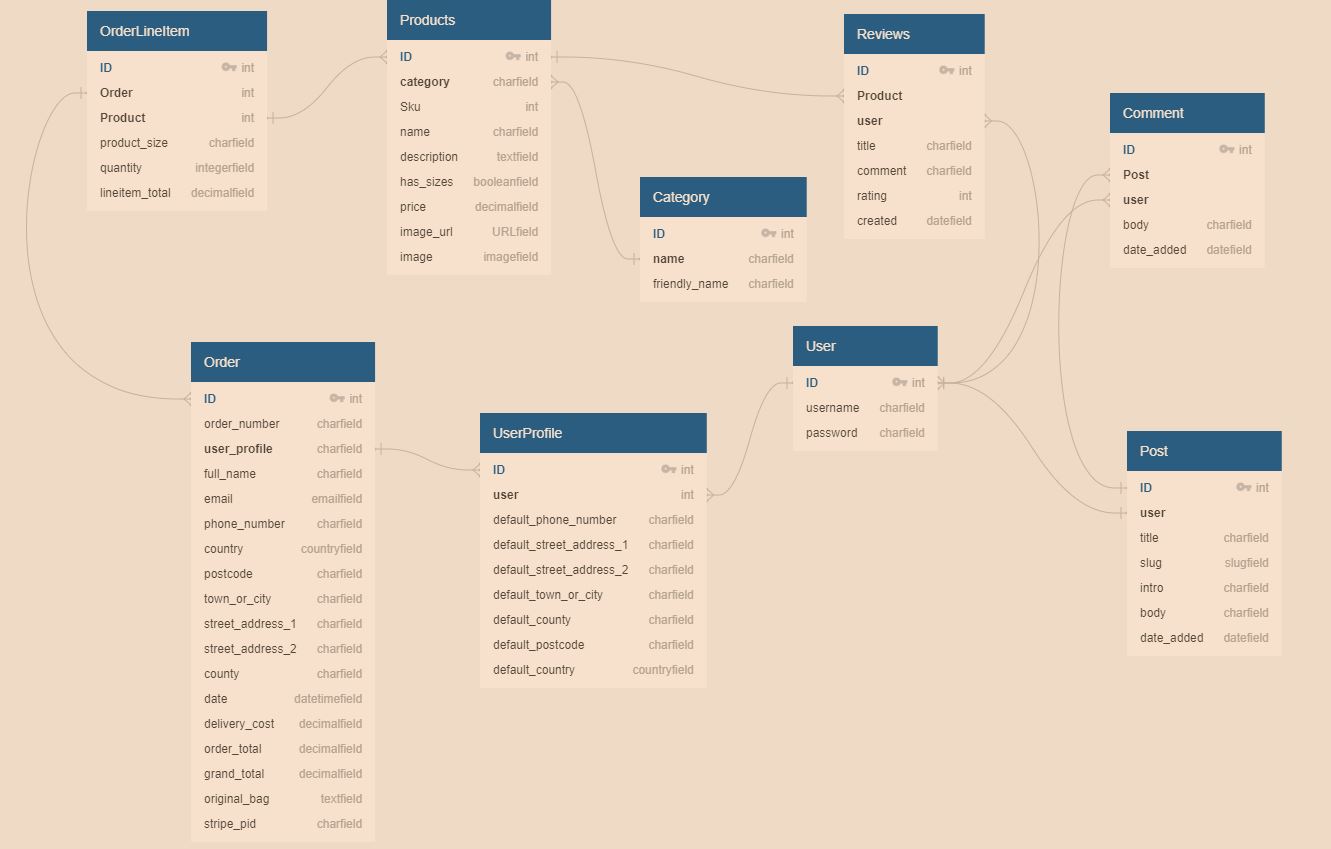 OrderLineItem
ID int
Order int
Product int
product_size charfield
quantity integerfield
lineitem_total decimalfield
Products
ID int
category charfield
Sku int
name charfield
description textfield
has_sizes booleanfield
price decimalfield
image_url URLfield
image imagefield
Reviews
ID int
Product
user
title charfield
comment charfield
rating int
created datefield
Comment
ID int
Post
user
body charfield
date_added datefield
Category
ID int
name charfield
friendly_name charfield
Order
ID int
order_number charfield
user_profile charfield
full_name charfield
email emailfield
phone_number charfield
country countryfield
postcode charfield
town_or_city charfield
street_address_1 charfield
street_address_2 charfield
county charfield
date datetimefield
delivery_cost decimalfield
order_total decimalfield
grand_total decimalfield
original_bag textfield
stripe_pid charfield
UserProfile
ID int
user int
default_phone_number charfield
default_street_address_1 charfield
default_street_address_2 charfield
default_town_or_city charfield
default_county charfield
default_postcode charfield
default_country countryfield
User
ID int
username charfield
password charfield
Post
ID int
user
title charfield
slug slugfield
intro charfield
body charfield
date_added datefield